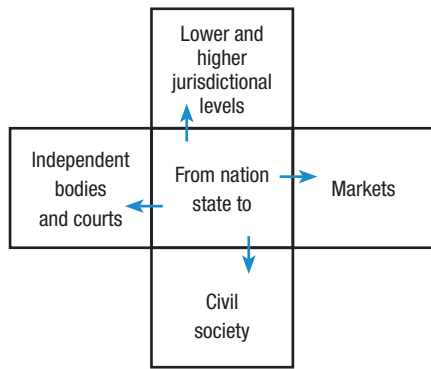 Lower and
higher
jurisdictional
levels
Independent
bodies
and courts
From nation
state to
Markets
Civil
society